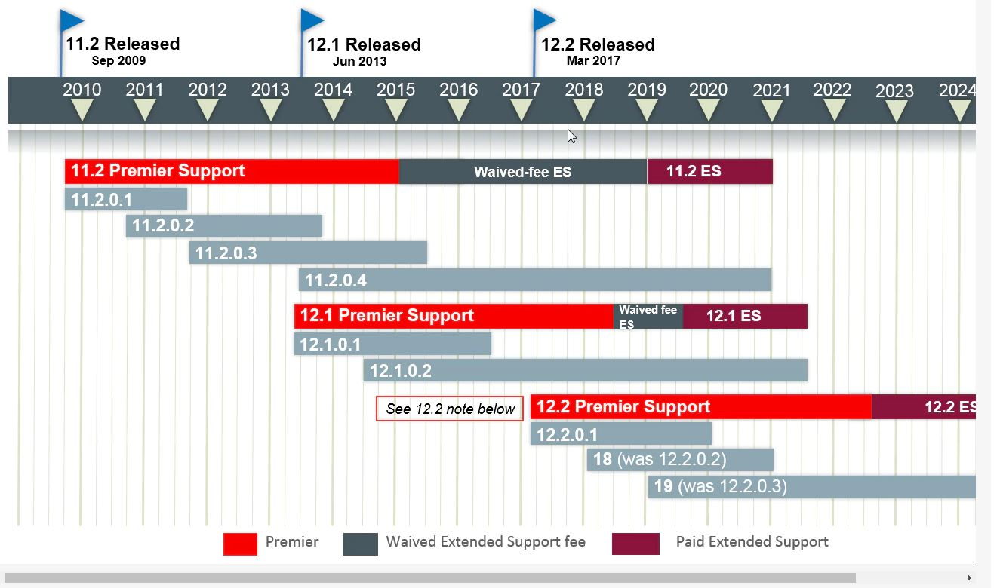 11.2 Released
Sep 2009
12.1 Released
Jun 2013
12.2 Released
Mar 2017
2010 2011 2012 2013 2014 2015 2016 2017 2018 2019 2020 2021 2022 2023 2024
11.2 Premier Support Waived-fee ES 11.2 ES
11.2.0.1
11.2.0.2
11.2.0.3
11.2.0.4
12.1 Premier Support Waived fee ES 12.1 ES
12.1.0.1
12.1.0.2
See 12.2 note below 12.2 Premier Support 12.2 ES
12.2.0.1
18 (was 12.2.0.2)
19 (was 12.2.0.3)
Premier Waived Extended Support fee Paid Extended Support